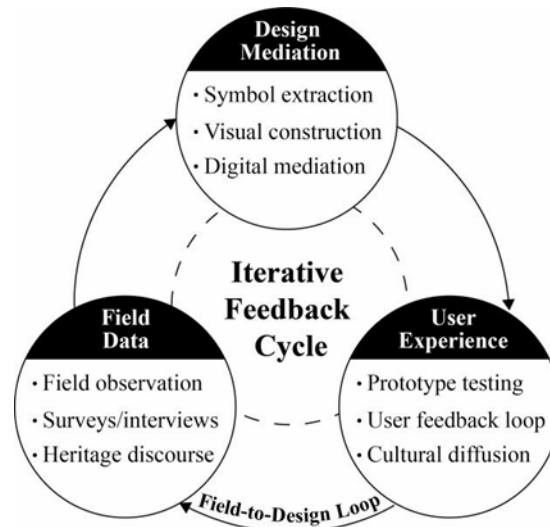 Design
Mediation
· Symbol extraction
· Visual construction
· Digital mediation
Iterative
Feedback
Cycle
Field
Data
· Field observation
· Surveys/interviews
· Heritage discourse
User
Experience
· Prototype testing
· User feedback loop
· Cultural diffusion
Field-to-Design Loop